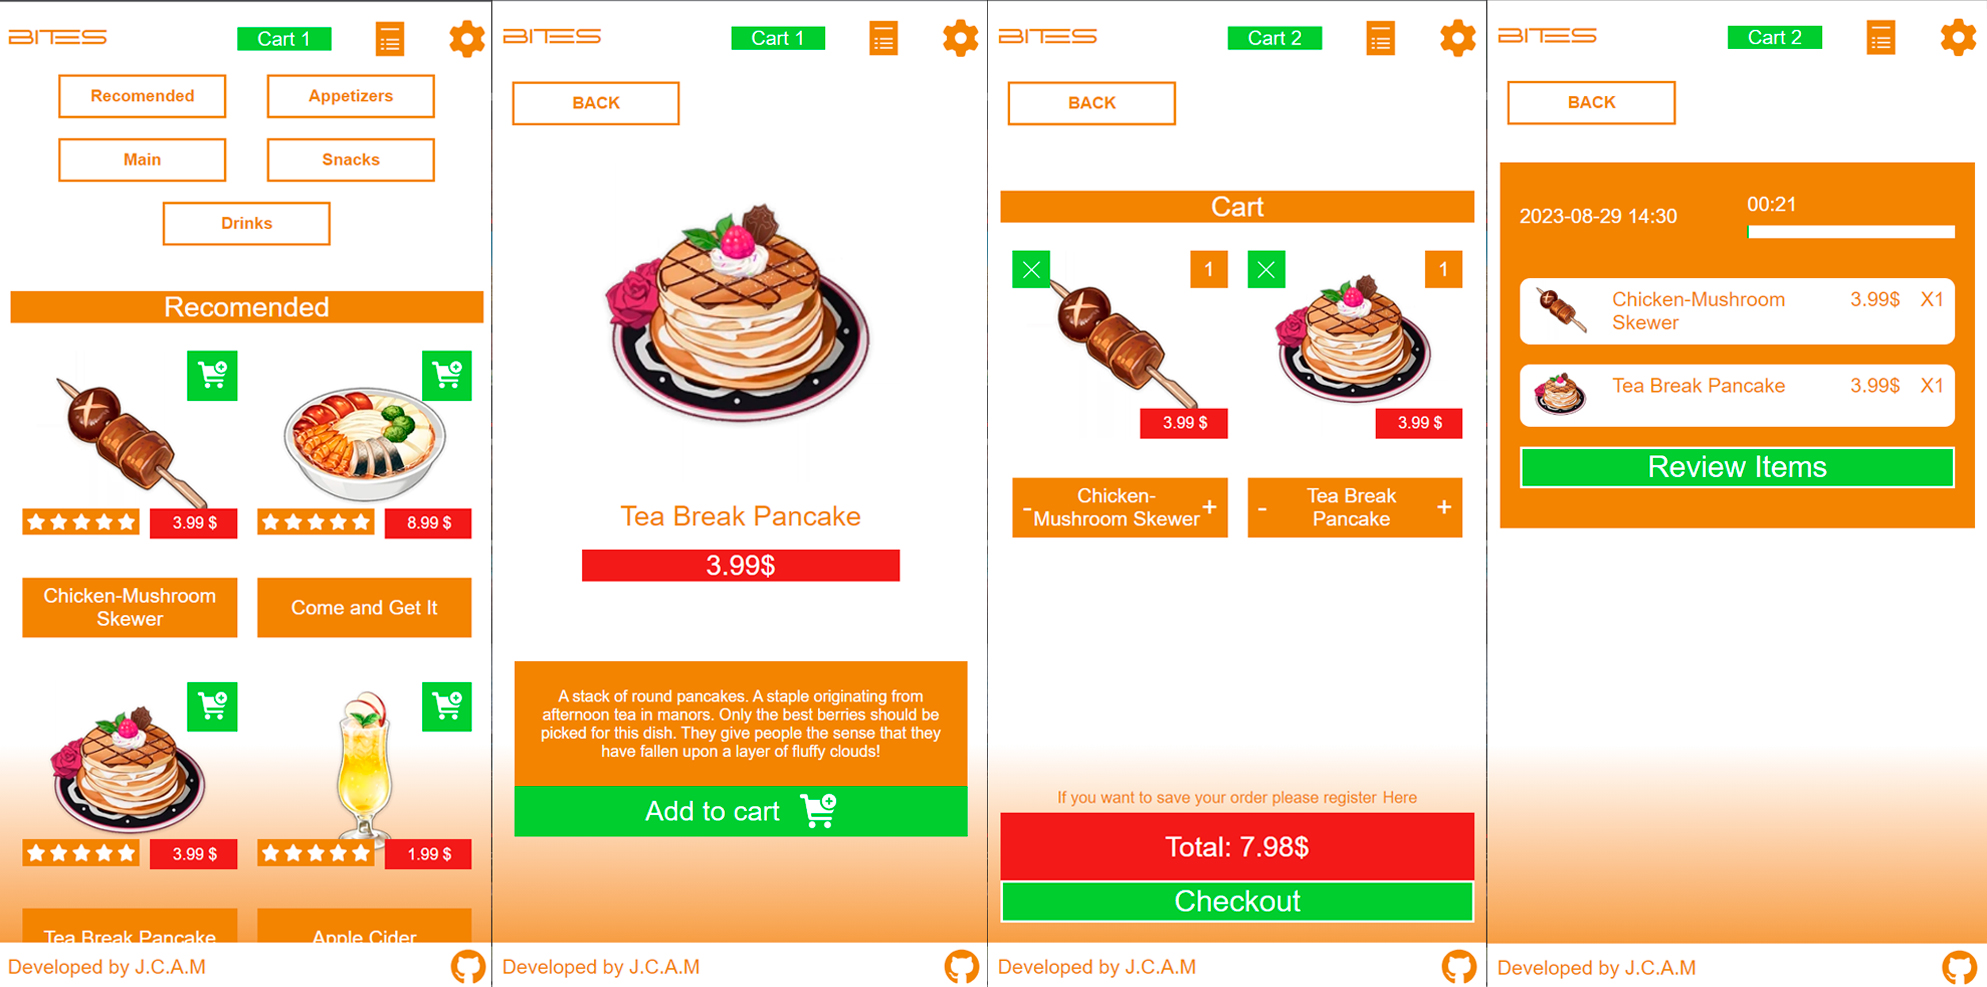 BITES
Cart 1
Recomended
Appetizers
Main
Snacks
Drinks
Recomended
3.99 $
8.99 $
Chicken-Mushroom
Skewer
Come and Get It
3.99 $
1.99 $
Tea Break Pancake
Apple Cider
Developed by J.C.A.M
BITES
Cart 1
BACK
Tea Break Pancake
3.99$
A stack of round pancakes. A staple originating from
afternoon tea in manors. Only the best berries should be
picked for this dish. They give people the sense that they
have fallen upon a layer of fluffy clouds!
Add to cart
Developed by J.C.A.M
BITES
Cart 2
BACK
Cart
1
1
3.99 $
3.99 $
- Chicken-
Mushroom Skewer +
- Tea Break
Pancake +
If you want to save your order please register Here
Total: 7.98$
Checkout
Developed by J.C.A.M
BITES
Cart 2
BACK
2023-08-29 14:30
00:21
Chicken-Mushroom
Skewer
3.99$ X1
Tea Break Pancake 3.99$ X1
Review Items
Developed by J.C.A.M